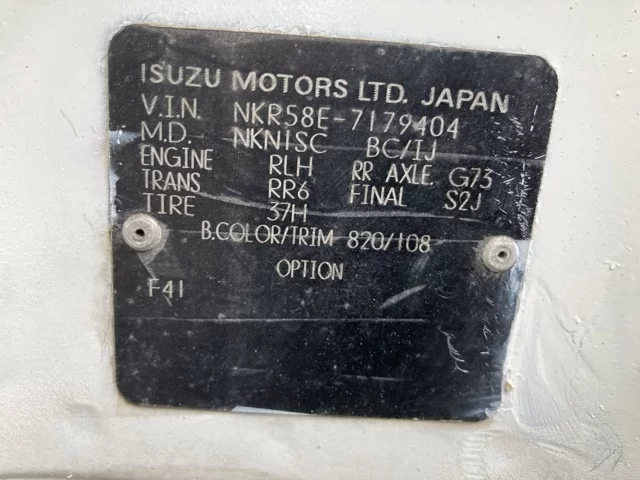 ISUZU MOTORS LTD. JAPAN
V.I.N. NKR58E-7179404
M.D. NKN1SC BC/IJ
ENGINE RLH RR AXLE. G73
TRANS RR6 FINAL S2J
TIRE 37H
B.COLOR/TRIM 820/108
OPTION
F41